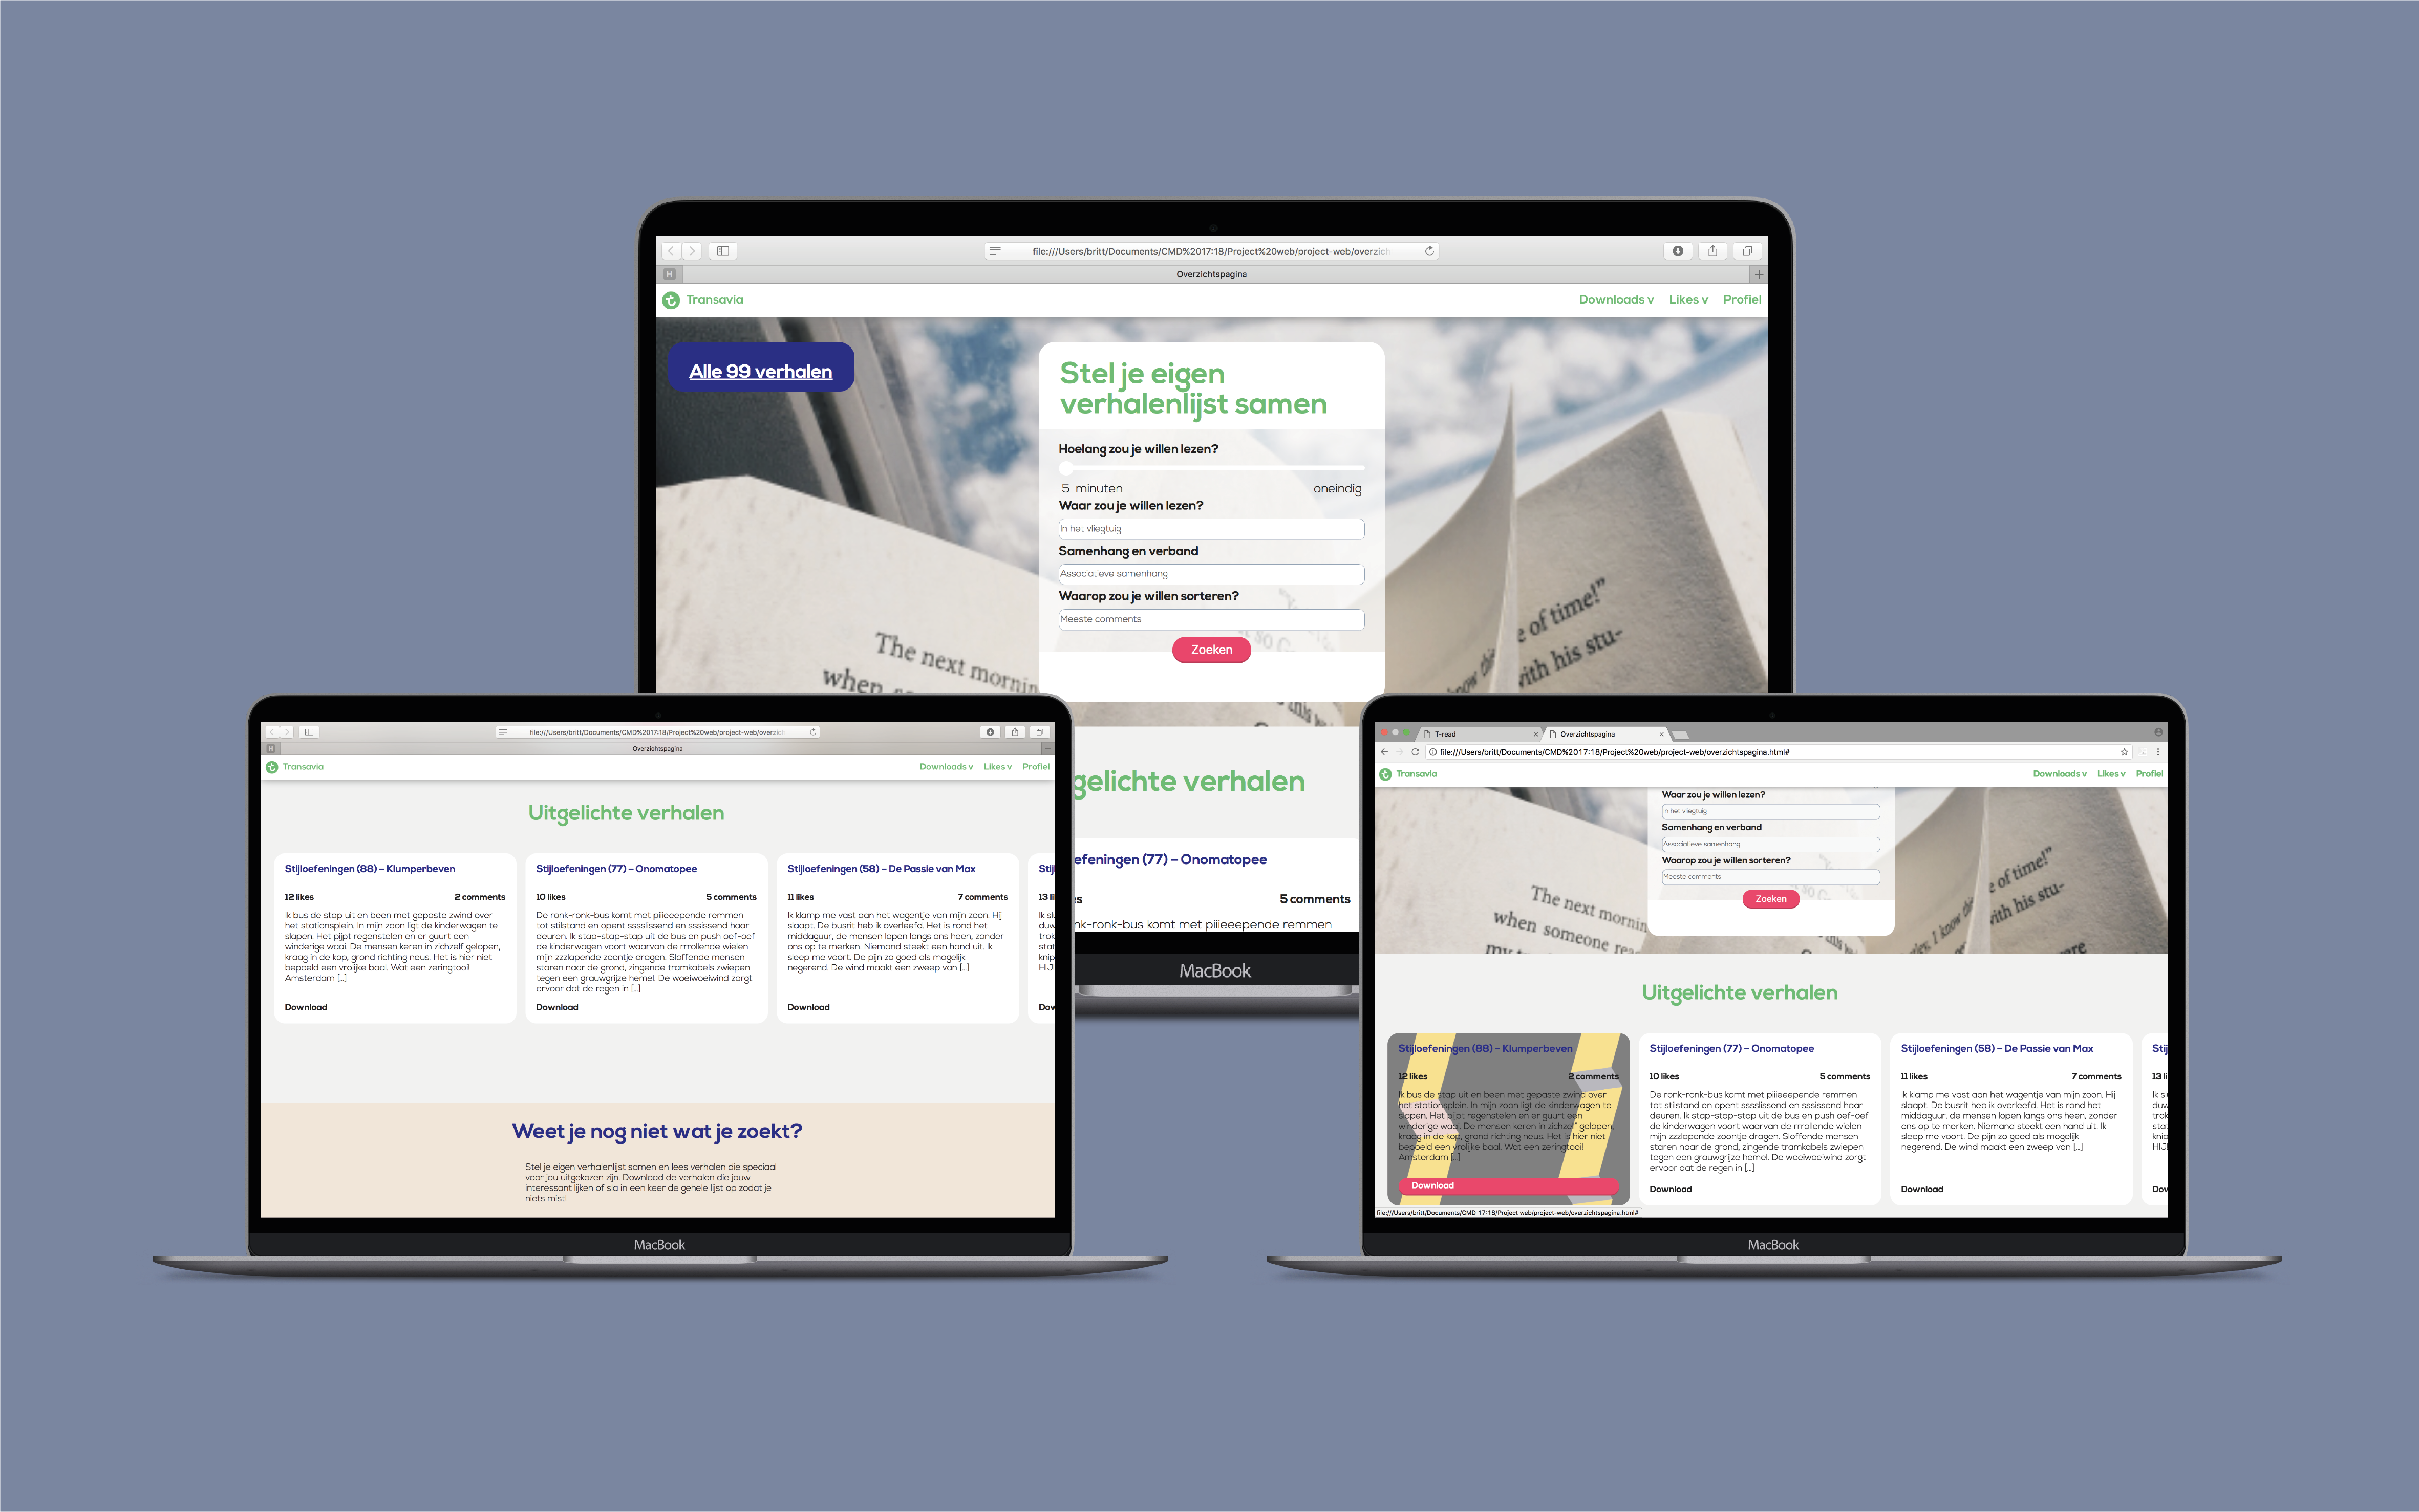 file:///Users/britt/Documents/CMD%2017:18/Project%20web/project-web/overzich
H
Overzichtspagina
Transavia
Downloads v Likes v Profiel
Alle 99 verhalen
Stel je eigen
verhalenlijst samen
Hoelang zou je willen lezen?
5 minuten oneindig
Waar zou je willen lezen?
In het vliegtuig
Samenhang en verband
Associatieve samenhang
Waarop zou je willen sorteren?
Meeste comments
Zoeken
The next mornin
when
e of time!"
know this
with his stu-
gelichte verhalen
efeningen (77) – Onomatopee
es 5 comments
nk-ronk-bus komt met piiieeepende remmen
MacBook
file:///Users/britt/Documents/CMD%2017:18/Project%20web/project-web/overzich
H
Overzichtspagina
Transavia
Downloads v Likes v Profiel
Uitgelichte verhalen
Stijloefeningen (88) – Klumperbeven
12 likes 2 comments
Ik bus de stap uit en been met gepaste zwind over
het stationsplein. In mijn zoon ligt de kinderwagen te
slapen. Het pijpt regenstelen en er guurt een
winderige waai. De mensen keren in zichzelf gelopen,
kraag in de kop, grond richting neus. Het is hier niet
bepoeld een vrolijke baal. Wat een zeringtooi!
Amsterdam [...]
Download
Stijloefeningen (77) – Onomatopee
10 likes 5 comments
De ronk-ronk-bus komt met piiieeepende remmen
tot stilstand en opent sssslissend en sssissend haar
deuren. Ik stap-stap-stap uit de bus en push oef-oef
de kinderwagen voort waarvan de rrrollende wielen
mijn zzzlapende zoontje dragen. Sloffende mensen
staren naar de grond, zingende tramkabels zwiepen
tegen een grauwgrijze hemel. De woeiwoeiwind zorgt
ervoor dat de regen in [...]
Download
Stijloefeningen (58) – De Passie van Max
11 likes 7 comments
Ik klamp me vast aan het wagentje van mijn zoon. Hij
slaapt. De busrit heb ik overleefd. Het is rond het
middaguur, de mensen lopen langs ons heen, zonder
ons op te merken. Niemand steekt een hand uit. Ik
sleep me voort. De pijn zo goed als mogelijk
negerend. De wind maakt een zweep van [...]
Download
Stij
13 li
Ik sl
duw
trok
stat
knip
HIJ!
Dow
Weet je nog niet wat je zoekt?
Stel je eigen verhalenlijst samen en lees verhalen die speciaal
voor jou uitgekozen zijn. Download de verhalen die jouw
interessant lijken of sla in een keer de gehele lijst op zodat je
niets mist!
MacBook
T-read
Overzichtspagina
file:///Users/britt/Documents/CMD%2017:18/Project%20web/project-web/overzichtspagina.html#
Transavia
Downloads v Likes v Profiel
Waar zou je willen lezen?
In het vliegtuig
Samenhang en verband
Associatieve samenhang
Waarop zou je willen sorteren?
Meeste comments
Zoeken
The next mornin
when someone rea
e of time!"
I know this
with his stu-
Uitgelichte verhalen
Stijloefeningen (88) – Klumperbeven
12 likes 2 comments
Ik bus de stap uit en been met gepaste zwind over
het stationsplein. In mijn zoon ligt de kinderwagen te
slapen. Het pijpt regenstelen en er guurt een
winderige waai. De mensen keren in zichzelf gelopen,
kraag in de kop, grond richting neus. Het is hier niet
bepoeld een vrolijke baal. Wat een zeringtooi!
Amsterdam [...]
Download
Stijloefeningen (77) – Onomatopee
10 likes 5 comments
De ronk-ronk-bus komt met piiieeepende remmen
tot stilstand en opent sssslissend en sssissend haar
deuren. Ik stap-stap-stap uit de bus en push oef-oef
de kinderwagen voort waarvan de rrrollende wielen
mijn zzzlapende zoontje dragen. Sloffende mensen
staren naar de grond, zingende tramkabels zwiepen
tegen een grauwgrijze hemel. De woeiwoeiwind zorgt
ervoor dat de regen in [...]
Download
Stijloefeningen (58) – De Passie van Max
11 likes 7 comments
Ik klamp me vast aan het wagentje van mijn zoon. Hij
slaapt. De busrit heb ik overleefd. Het is rond het
middaguur, de mensen lopen langs ons heen, zonder
ons op te merken. Niemand steekt een hand uit. Ik
sleep me voort. De pijn zo goed als mogelijk
negerend. De wind maakt een zweep van [...]
Download
Stij
13 li
Ik sl
duw
trok
stat
knip
HIJ!
Dow
file:///Users/britt/Documents/CMD 17:18/Project web/project-web/overzichtspagina.html#
MacBook